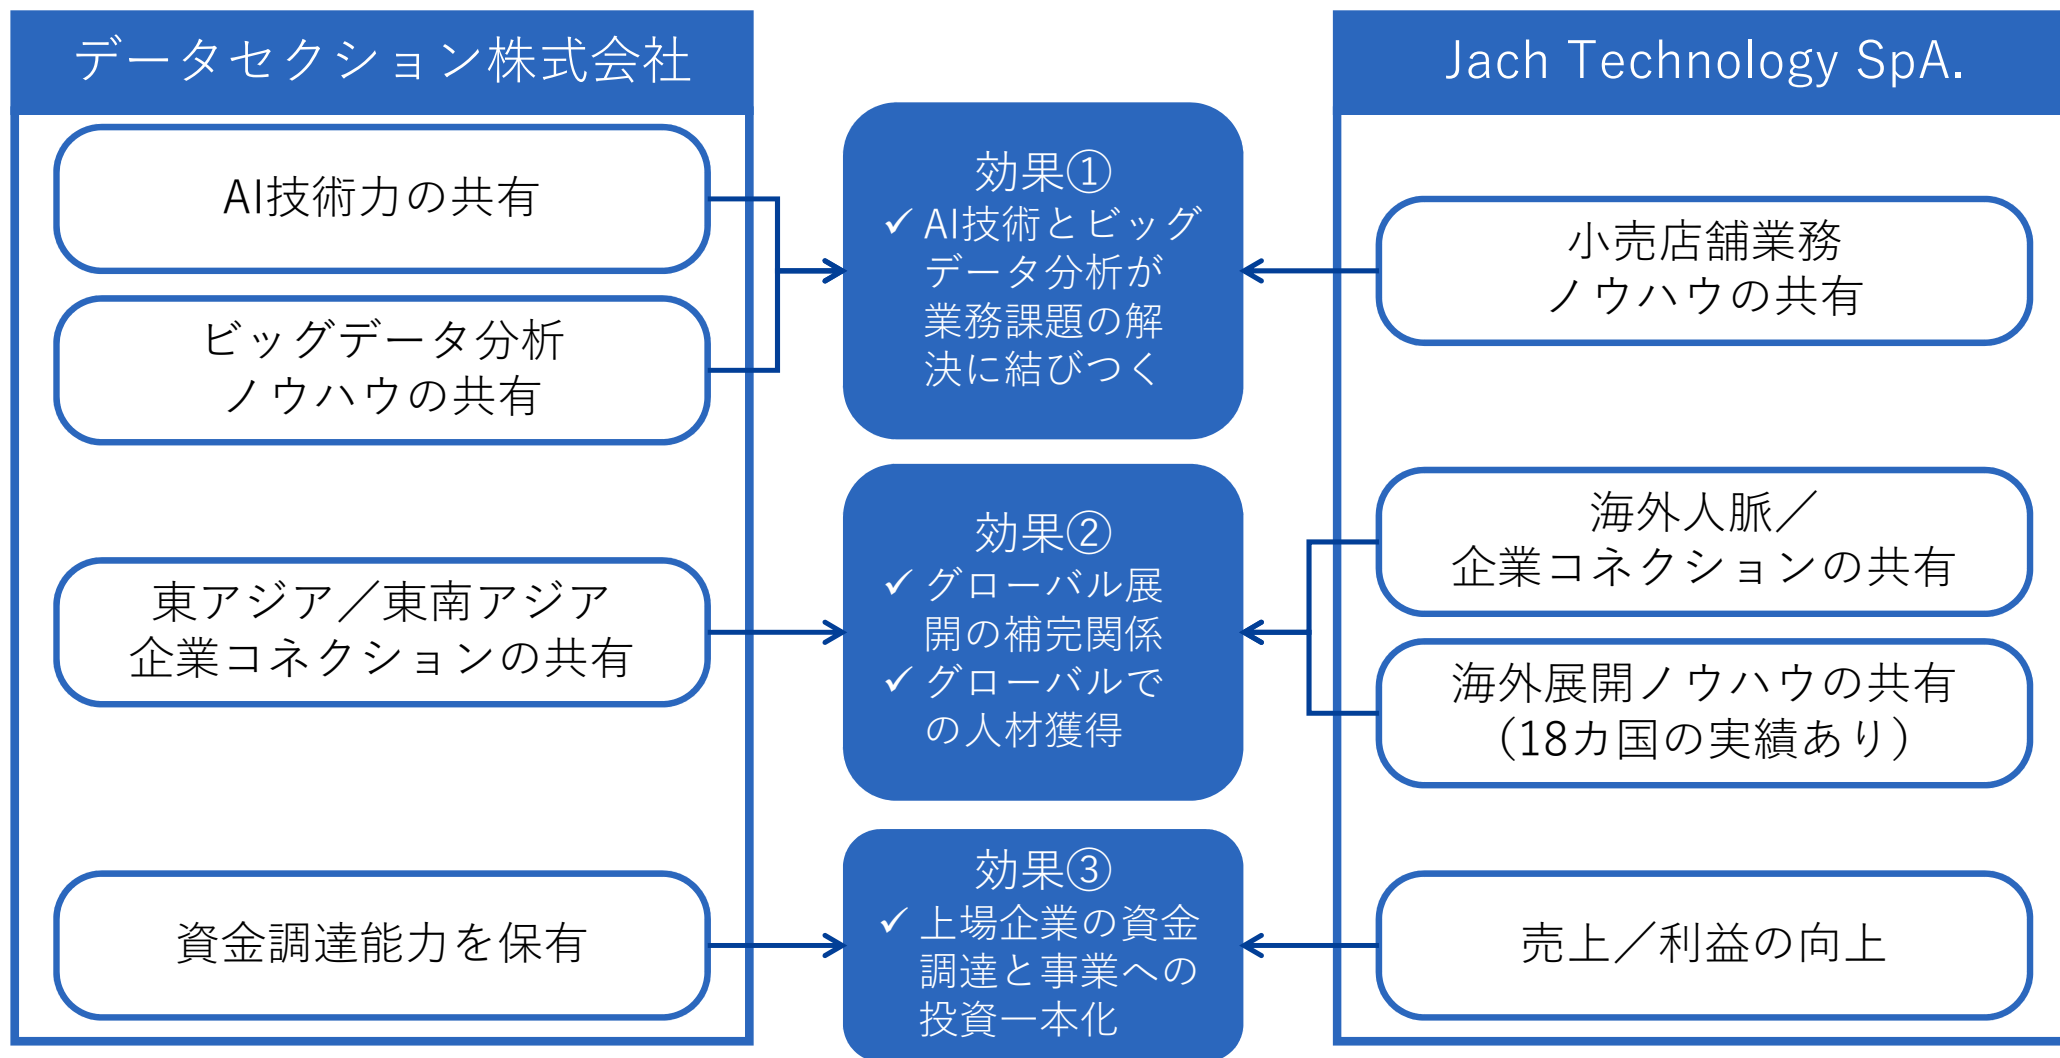 データセクション株式会社
AI技術力の共有
ビッグデータ分析
ノウハウの共有
東アジア／東南アジア
企業コネクションの共有
資金調達能力を保有
効果①
✓ AI技術とビッグ
データ分析が
業務課題の解
決に結びつく
効果②
✓ グローバル展
開の補完関係
✓ グローバルで
の人材獲得
効果③
✓ 上場企業の資金
調達と事業への
投資一本化
Jach Technology SpA.
小売店舗業務
ノウハウの共有
海外人脈／
企業コネクションの共有
海外展開ノウハウの共有
（18カ国の実績あり）
売上／利益の向上